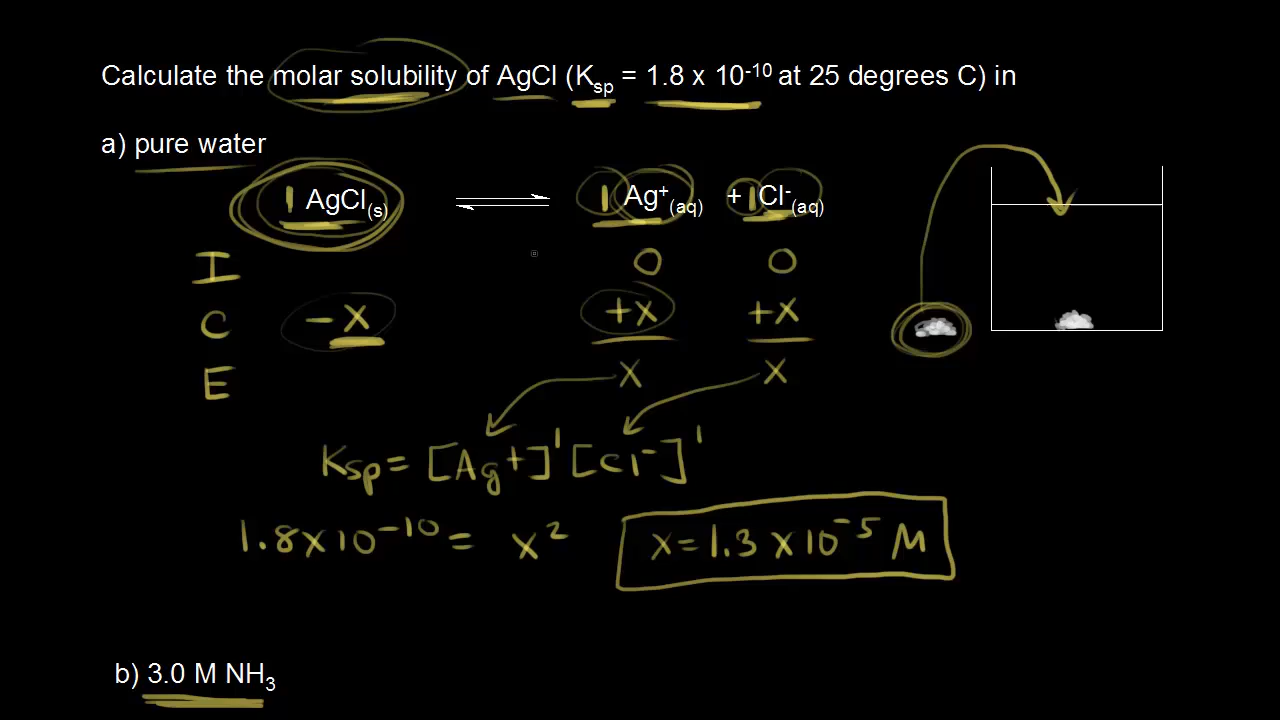 Calculate the molar solubility of AgCl (Ksp = 1.8 x 10⁻¹⁰ at 25 degrees C) in
a) pure water
1 AgCl(s) ⇌ 1 Ag⁺(aq) + 1 Cl⁻(aq)
I 0 0
C -X +X +X
E X X
Ksp = [Ag+]¹ [Cl⁻]¹
1.8x10⁻¹⁰ = x² x = 1.3 x 10⁻⁵ M
b) 3.0 M NH₃